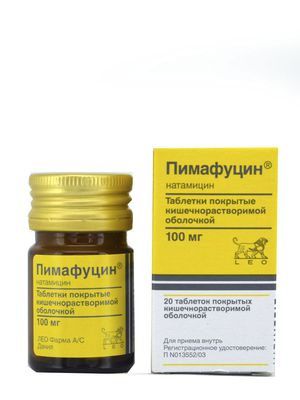 Пимафуцин®
натамицин
Таблетки покрытые
кишечнорастворимой
оболочкой
100 мг
ЛЕО Фарма А/С
Дания
Пимафуцин®
натамицин
Таблетки покрытые
кишечнорастворимой
оболочкой
100 мг
LEO
20 таблеток покрытых
кишечнорастворимой
оболочкой
Для приема внутрь
Регистрационное удостоверение:
П N013552/03